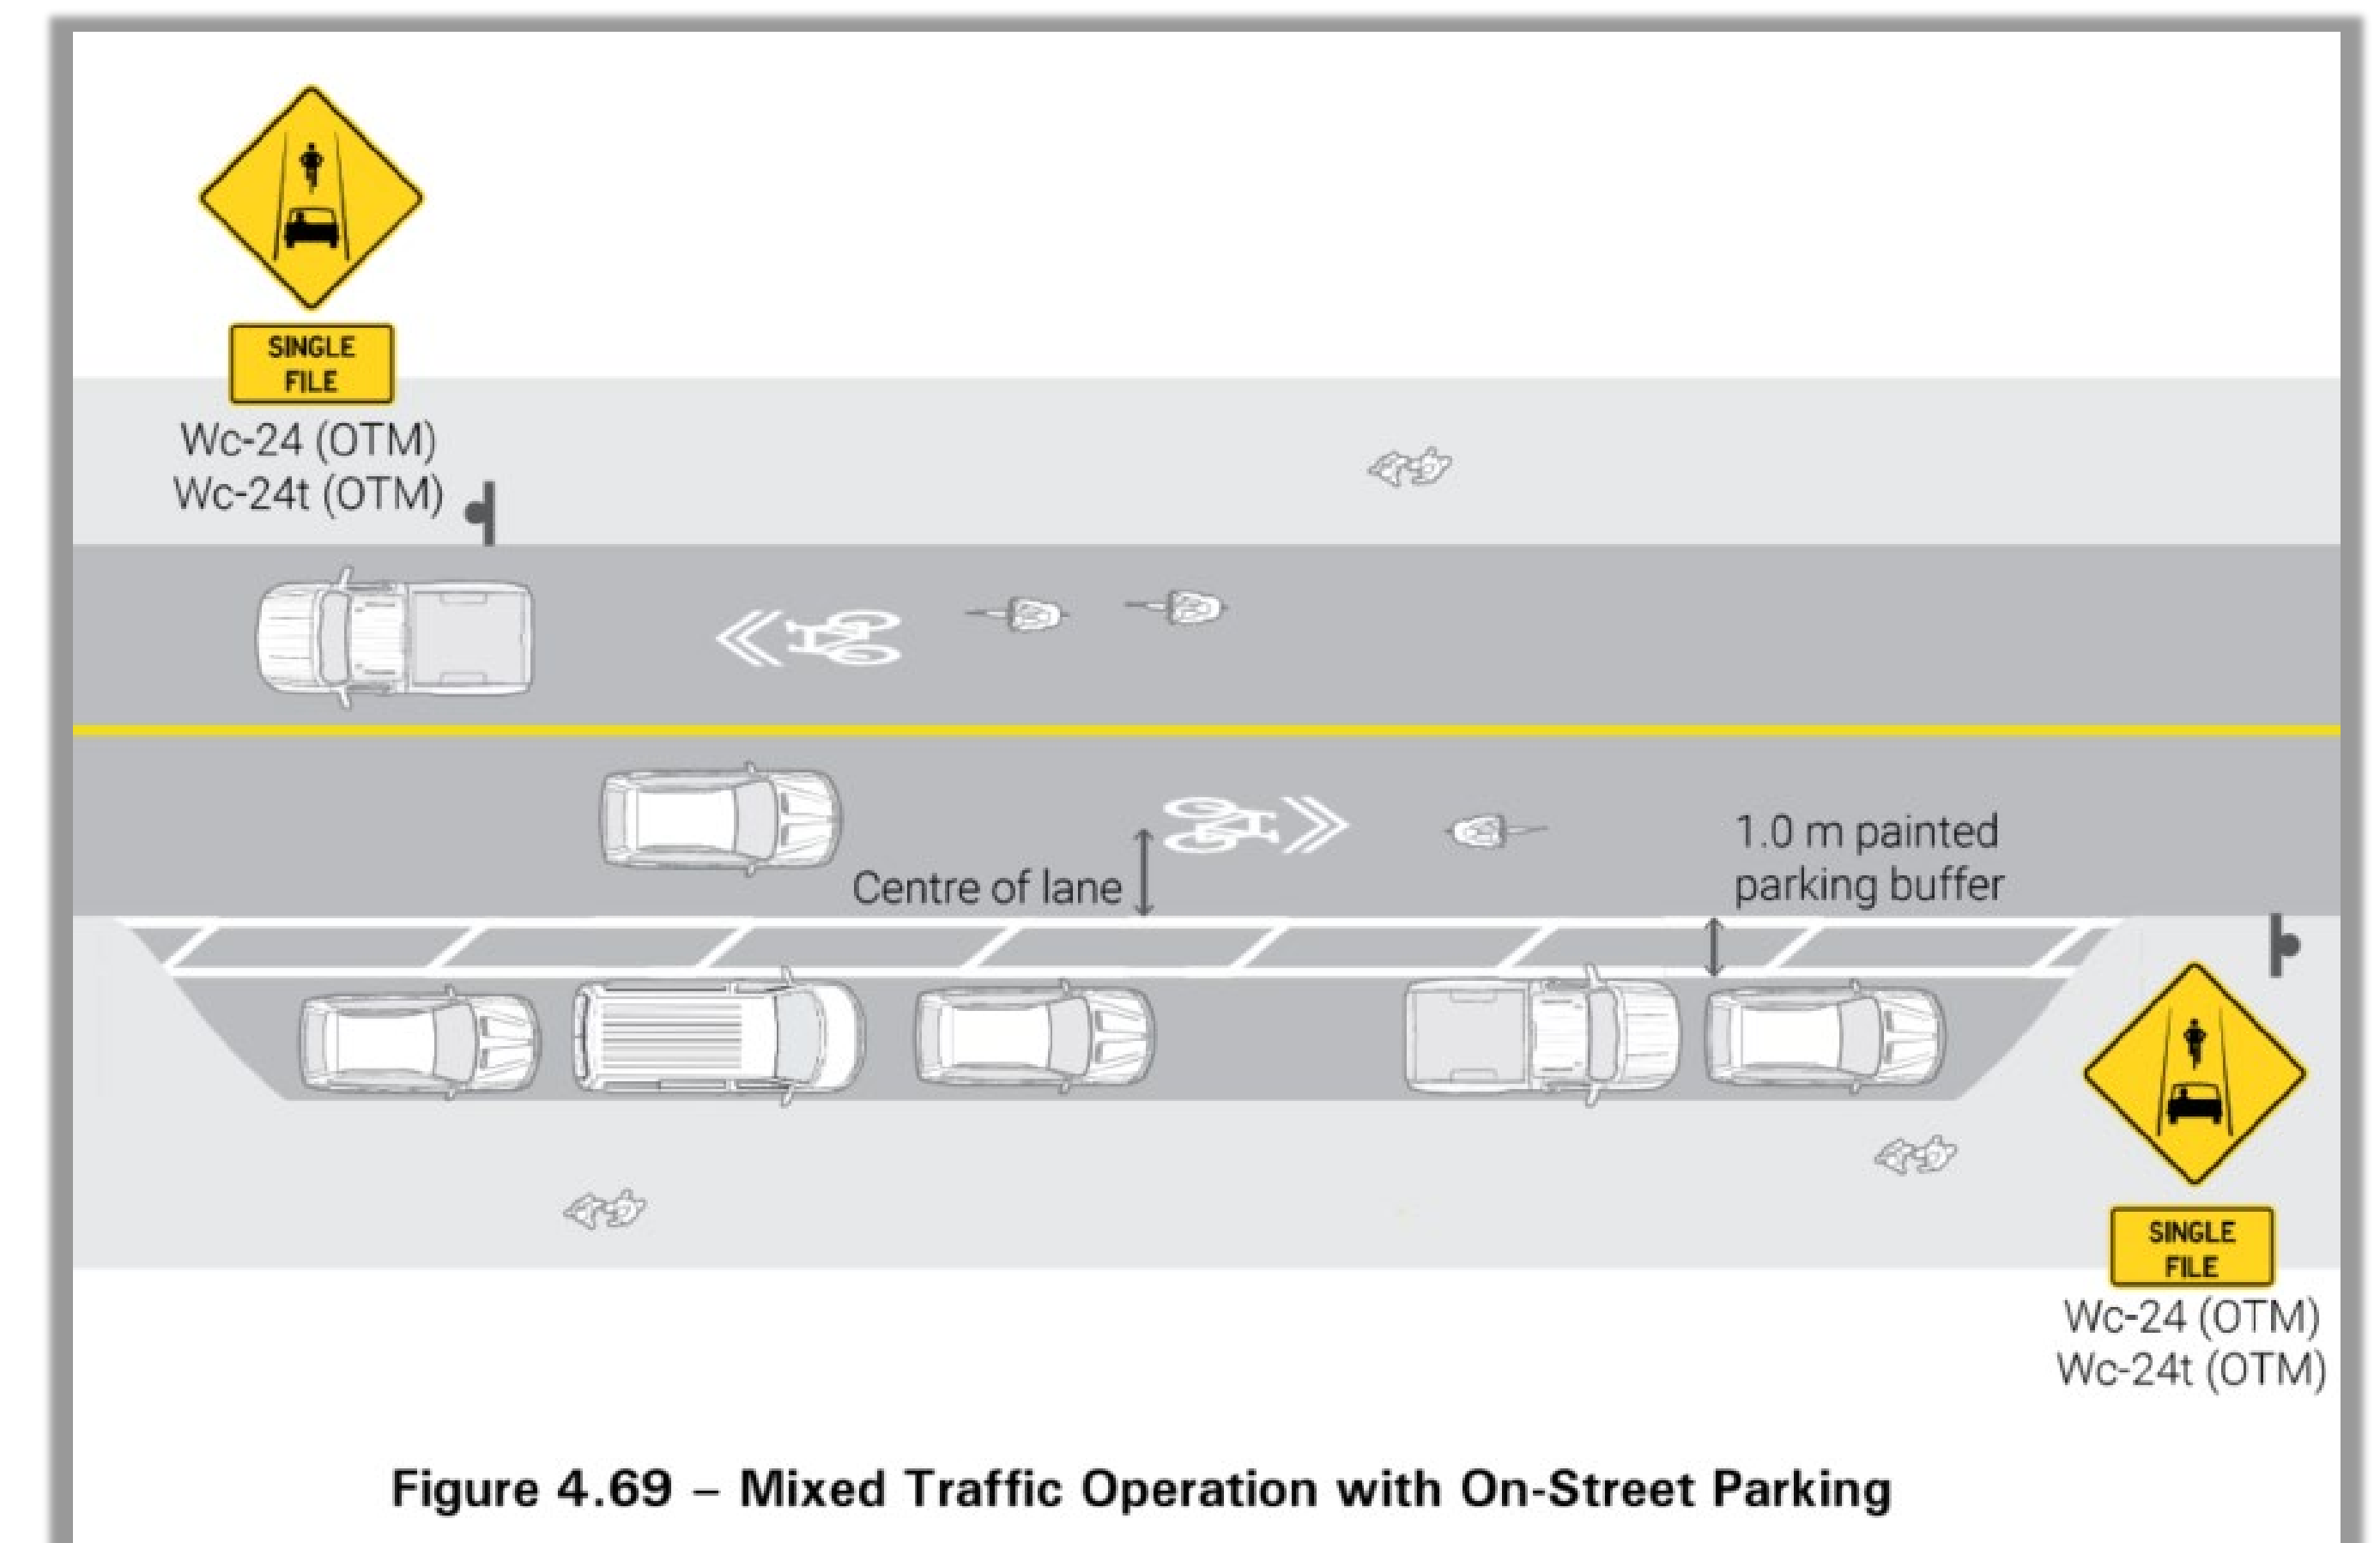 SINGLE
FILE
Wc-24 (OTM)
Wc-24t (OTM)
1.0 m painted
parking buffer
Centre of lane
SINGLE
FILE
Wc-24 (OTM)
Wc-24t (OTM)
Figure 4.69 – Mixed Traffic Operation with On-Street Parking